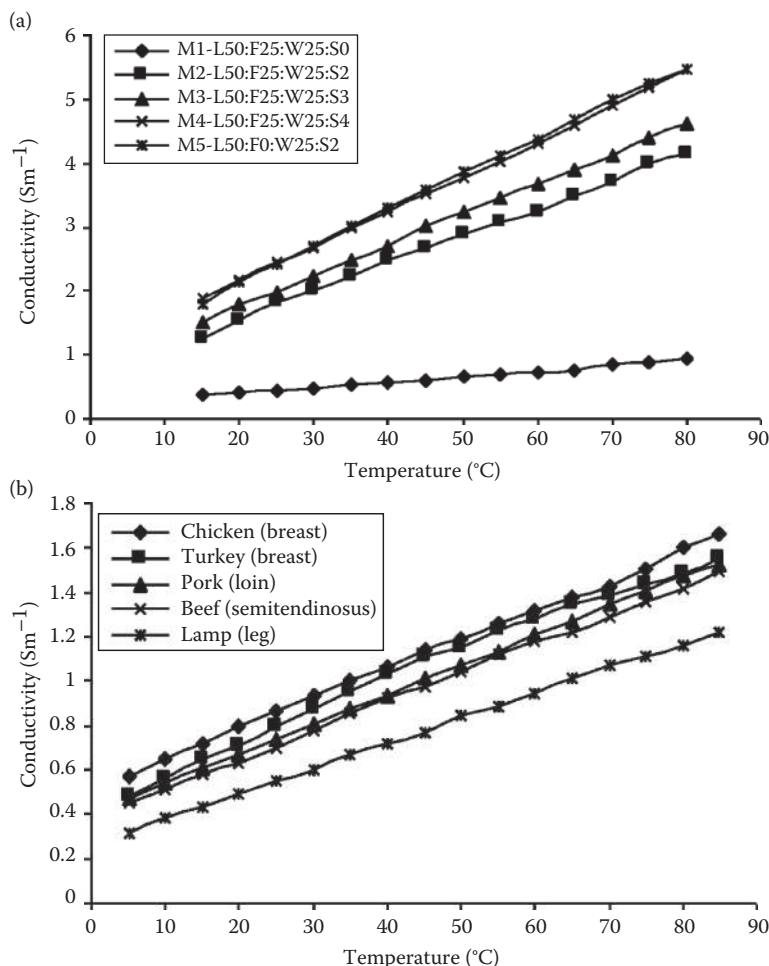 (a)
6
5
4
3
2
1
0
Conductivity (Sm⁻¹)
M1-L50:F25:W25:S0
M2-L50:F25:W25:S2
M3-L50:F25:W25:S3
M4-L50:F25:W25:S4
M5-L50:F0:W25:S2
0 10 20 30 40 50 60 70 80 90
Temperature (°C)
(b)
1.8
1.6
1.4
1.2
1
0.8
0.6
0.4
0.2
0
Conductivity (Sm⁻¹)
Chicken (breast)
Turkey (breast)
Pork (loin)
Beef (semitendinosus)
Lamp (leg)
0 10 20 30 40 50 60 70 80 90
Temperature (°C)